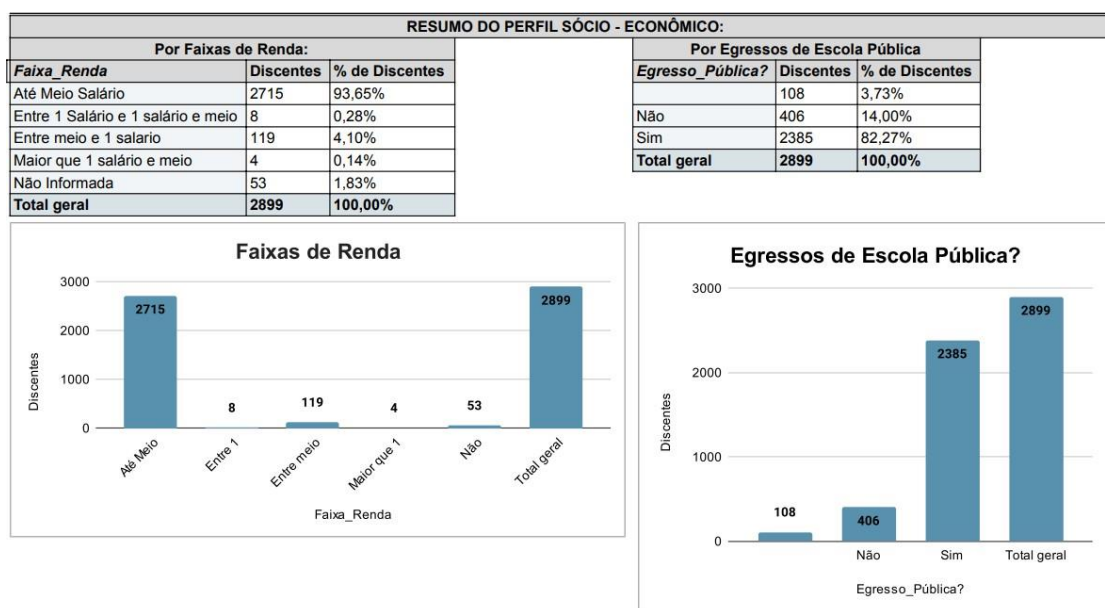 RESUMO DO PERFIL SÓCIO - ECONÔMICO:
Por Faixas de Renda:
Faixa_Renda Discentes % de Discentes
Até Meio Salário 2715 93,65%
Entre 1 Salário e 1 salário e meio 8 0,28%
Entre meio e 1 salario 119 4,10%
Maior que 1 salário e meio 4 0,14%
Não Informada 53 1,83%
Total geral 2899 100,00%
Por Egressos de Escola Pública
Egresso_Pública? Discentes % de Discentes
108 3,73%
Não 406 14,00%
Sim 2385 82,27%
Total geral 2899 100,00%
Faixas de Renda
Discentes
3000
2000
1000
0
2715
8
119
4
53
2899
Até Meio
Entre 1
Entre meio
Maior que 1
Não
Total geral
Faixa_Renda
Egressos de Escola Pública?
Discentes
3000
2000
1000
0
108
406
2385
2899
Não
Sim
Total geral
Egresso_Pública?